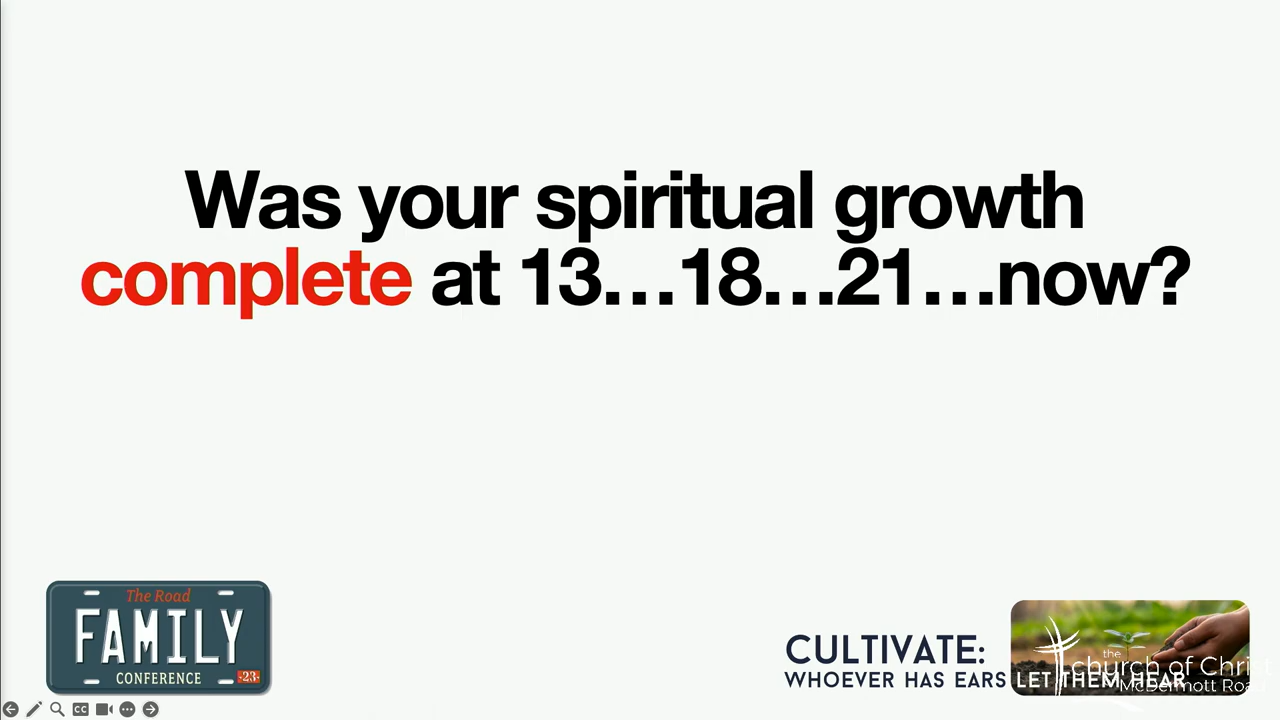 Was your spiritual growth
complete at 13…18…21…now?
The Road
FAMILY
CONFERENCE
23
CULTIVATE:
WHOEVER HAS EARS LET THEM HEAR
the
church of Christ
McDermott Road
CC